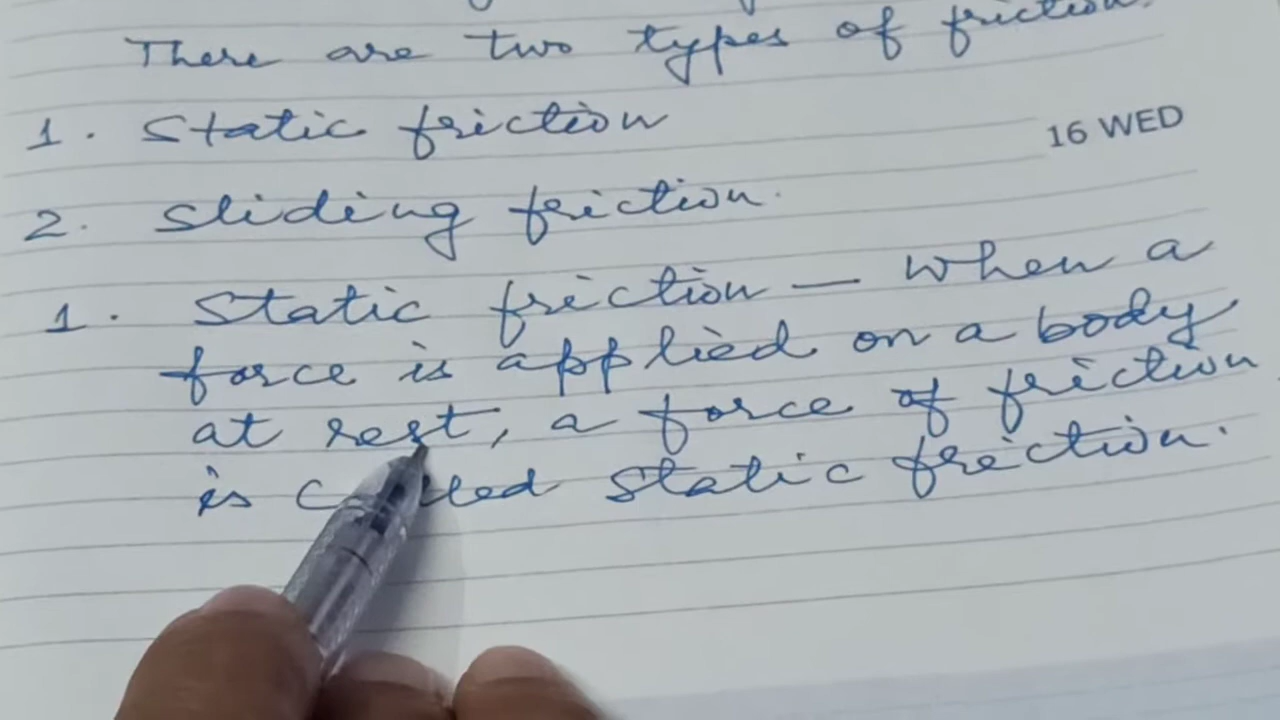 There are two types of friction.
1. Static friction
16 WED
2. Sliding friction.
1. Static friction — When a
force is applied on a body
at rest, a force of friction
is called static friction.